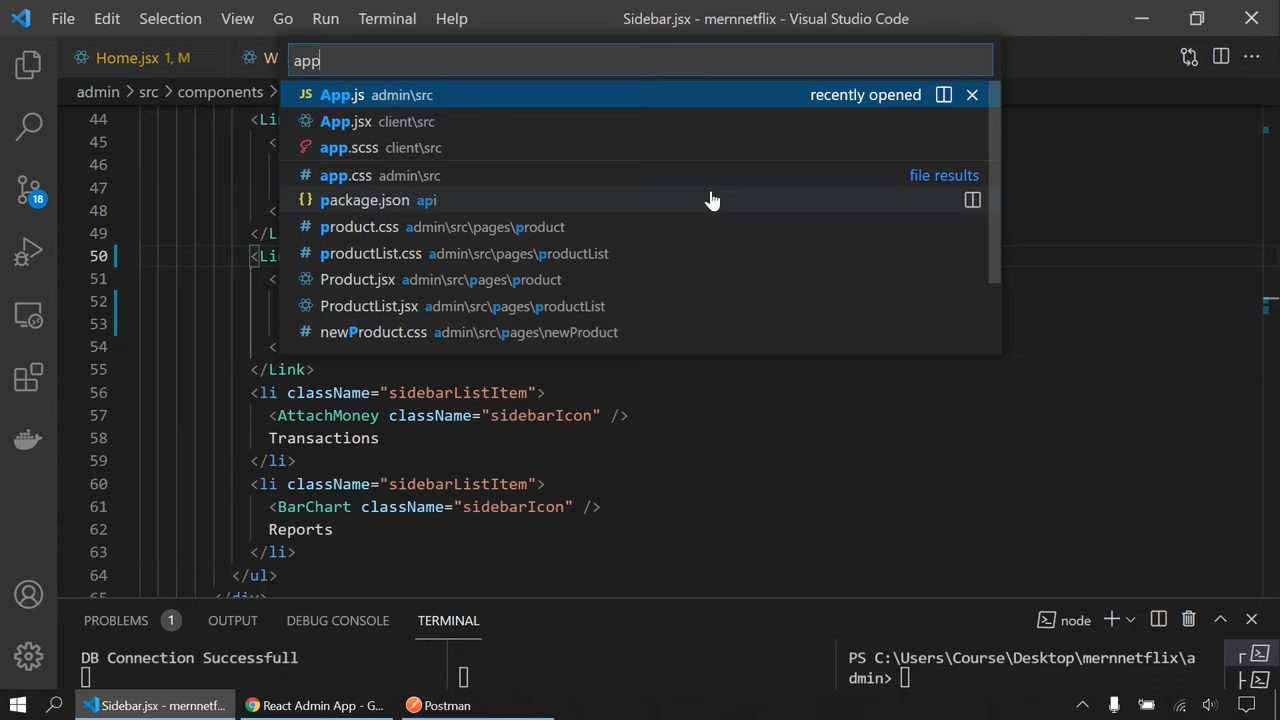 File Edit Selection View Go Run Terminal Help Sidebar.jsx - mernnetflix - Visual Studio Code
Home.jsx 1, M W
app
admin > src > components >
JS App.js admin\src recently opened
App.jsx client\src
app.scss client\src
# app.css admin\src file results
{} package.json api
# product.css admin\src\pages\product
# productList.css admin\src\pages\productList
Product.jsx admin\src\pages\product
ProductList.jsx admin\src\pages\productList
# newProduct.css admin\src\pages\newProduct
18
44 <Li
45 <
46
47
48 <
49 </L
50 <Li
51 <
52
53
54 <
55 </Link>
56 <li className="sidebarListItem">
57 <AttachMoney className="sidebarIcon" />
58 Transactions
59 </li>
60 <li className="sidebarListItem">
61 <BarChart className="sidebarIcon" />
62 Reports
63 </li>
64 </ul>
65 </div>
PROBLEMS 1 OUTPUT DEBUG CONSOLE TERMINAL node
DB Connection Successfull
PS C:\Users\Course\Desktop\mernnetflix\a
dmin>
Sidebar.jsx - mernnetf... React Admin App - G... Postman